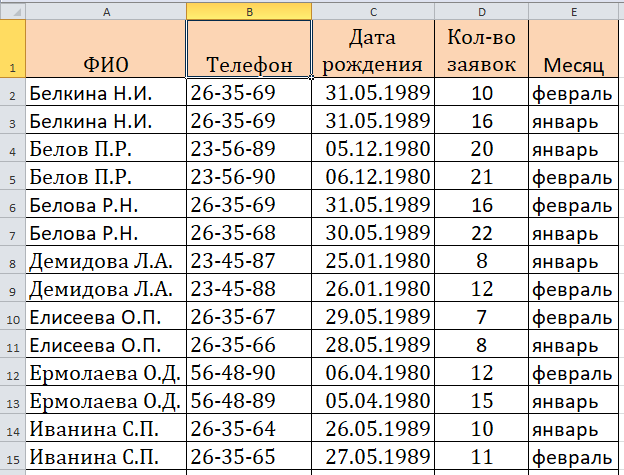 A B C D E
1 ФИО Телефон Дата рождения Кол-во заявок Месяц
2 Белкина Н.И. 26-35-69 31.05.1989 10 февраль
3 Белкина Н.И. 26-35-69 31.05.1989 16 январь
4 Белов П.Р. 23-56-89 05.12.1980 20 январь
5 Белов П.Р. 23-56-90 06.12.1980 21 февраль
6 Белова Р.Н. 26-35-69 31.05.1989 16 февраль
7 Белова Р.Н. 26-35-68 30.05.1989 22 январь
8 Демидова Л.А. 23-45-87 25.01.1980 8 январь
9 Демидова Л.А. 23-45-88 26.01.1980 12 февраль
10 Елисеева О.П. 26-35-67 29.05.1989 7 февраль
11 Елисеева О.П. 26-35-66 28.05.1989 8 январь
12 Ермолаева О.Д. 56-48-90 06.04.1980 12 февраль
13 Ермолаева О.Д. 56-48-89 05.04.1980 15 январь
14 Иванина С.П. 26-35-64 26.05.1989 10 январь
15 Иванина С.П. 26-35-65 27.05.1989 11 февраль